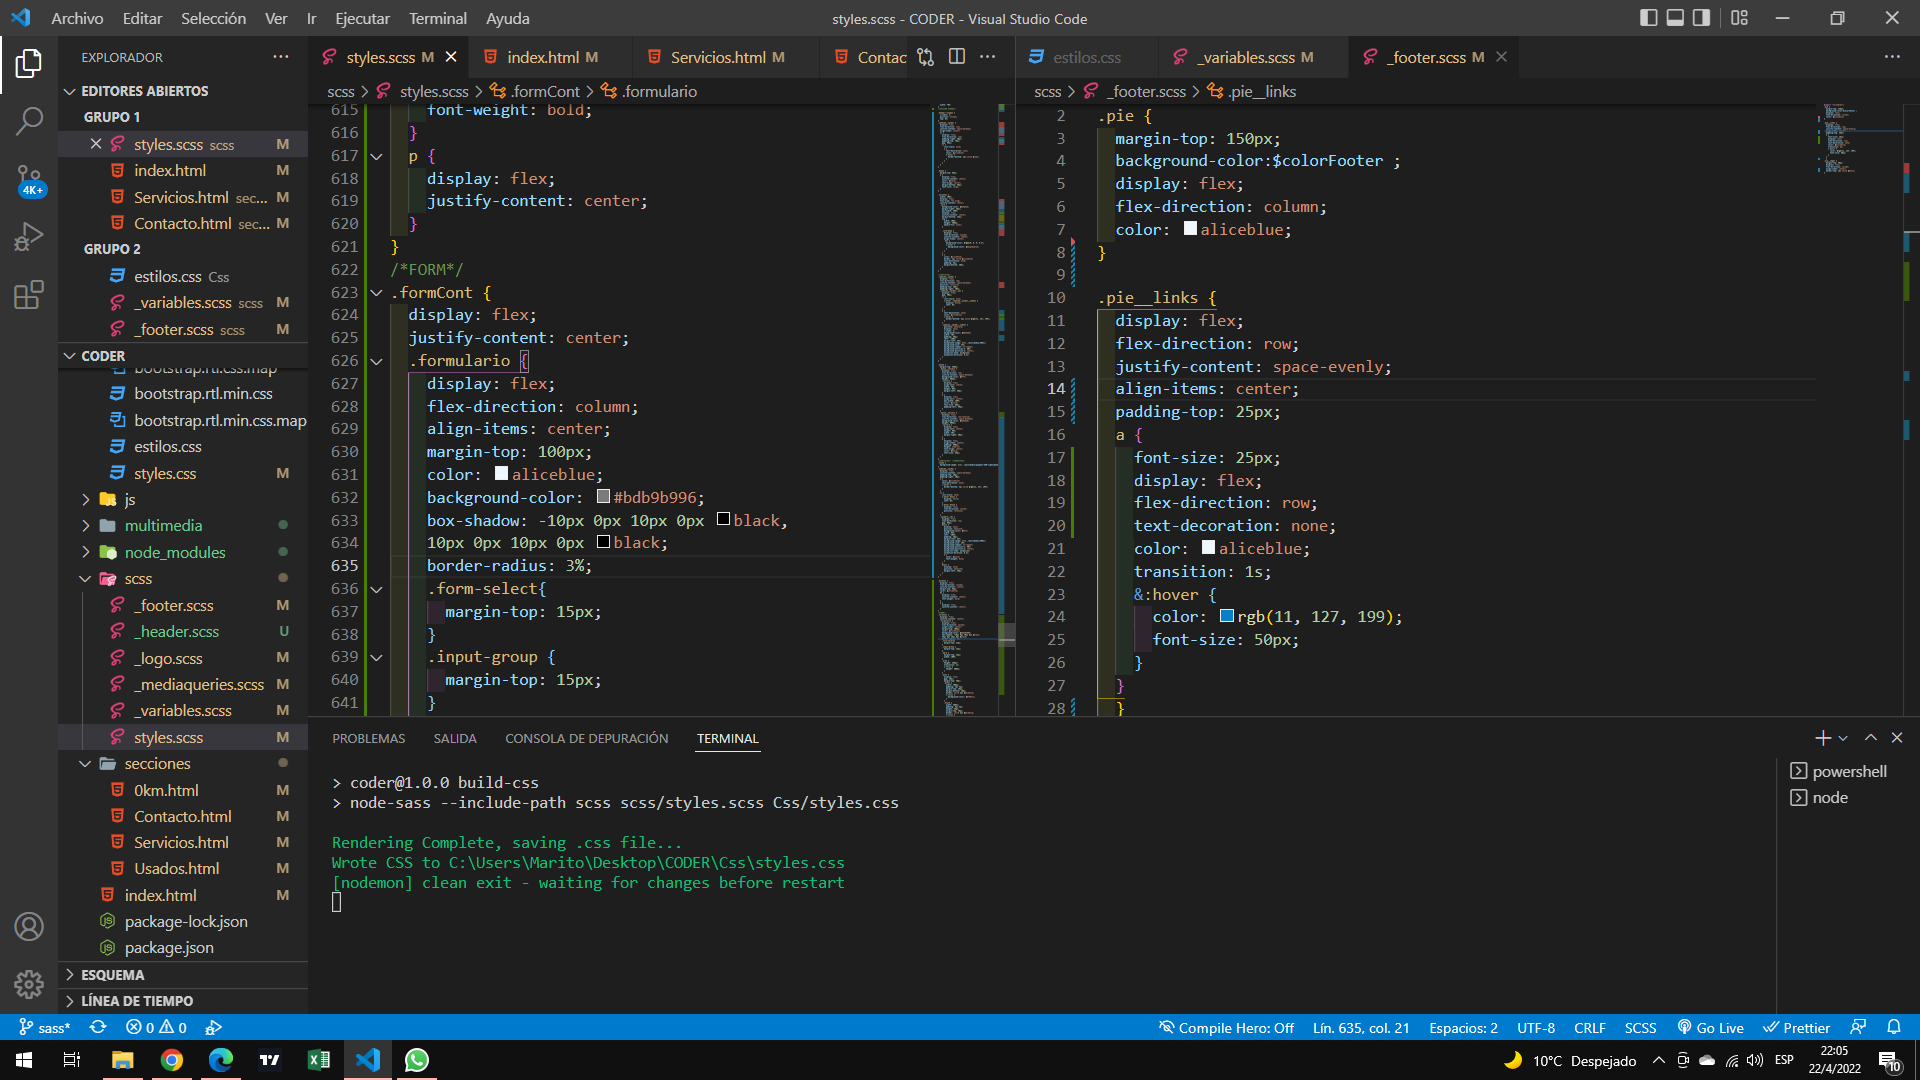 Archivo Editar Selección Ver Ir Ejecutar Terminal Ayuda
styles.scss - CODER - Visual Studio Code
EXPLORADOR
EDITORES ABIERTOS
GRUPO 1
styles.scss scss M
index.html M
Servicios.html sec... M
Contacto.html sec... M
GRUPO 2
estilos.css Css
_variables.scss scss M
_footer.scss scss M
CODER
bootstrap.rtl.css.map
bootstrap.rtl.min.css
bootstrap.rtl.min.css.map
estilos.css
styles.css M
js
multimedia
node_modules
scss
_footer.scss M
_header.scss U
_logo.scss M
_mediaqueries.scss M
_variables.scss M
styles.scss M
secciones
0km.html M
Contacto.html M
Servicios.html M
Usados.html M
index.html M
package-lock.json
package.json
ESQUEMA
LÍNEA DE TIEMPO
4K+
styles.scss M index.html M Servicios.html M Contac
scss > styles.scss > .formCont > .formulario
615 font-weight: bold;
616 }
617 p {
618 display: flex;
619 justify-content: center;
620 }
621 }
622 /*FORM*/
623 .formCont {
624 display: flex;
625 justify-content: center;
626 .formulario {
627 display: flex;
628 flex-direction: column;
629 align-items: center;
630 margin-top: 100px;
631 color: aliceblue;
632 background-color: #bdb9b996;
633 box-shadow: -10px 0px 10px 0px black,
634 10px 0px 10px 0px black;
635 border-radius: 3%;
636 .form-select{
637 margin-top: 15px;
638 }
639 .input-group {
640 margin-top: 15px;
641 }
estilos.css _variables.scss M _footer.scss M
scss > _footer.scss > .pie__links
2 .pie {
3 margin-top: 150px;
4 background-color:$colorFooter ;
5 display: flex;
6 flex-direction: column;
7 color: aliceblue;
8 }
9
10 .pie__links {
11 display: flex;
12 flex-direction: row;
13 justify-content: space-evenly;
14 align-items: center;
15 padding-top: 25px;
16 a {
17 font-size: 25px;
18 display: flex;
19 flex-direction: row;
20 text-decoration: none;
21 color: aliceblue;
22 transition: 1s;
23 &:hover {
24 color: rgb(11, 127, 199);
25 font-size: 50px;
26 }
27 }
28 }
PROBLEMAS SALIDA CONSOLA DE DEPURACIÓN TERMINAL
> coder@1.0.0 build-css
> node-sass --include-path scss scss/styles.scss Css/styles.css
Rendering Complete, saving .css file...
Wrote CSS to C:\Users\Marito\Desktop\CODER\Css\styles.css
[nodemon] clean exit - waiting for changes before restart
powershell
node
sass* 0 0 Compile Hero: Off Lín. 635, col. 21 Espacios: 2 UTF-8 CRLF SCSS Go Live Prettier
10°C Despejado ESP 22:05
22/4/2022 10